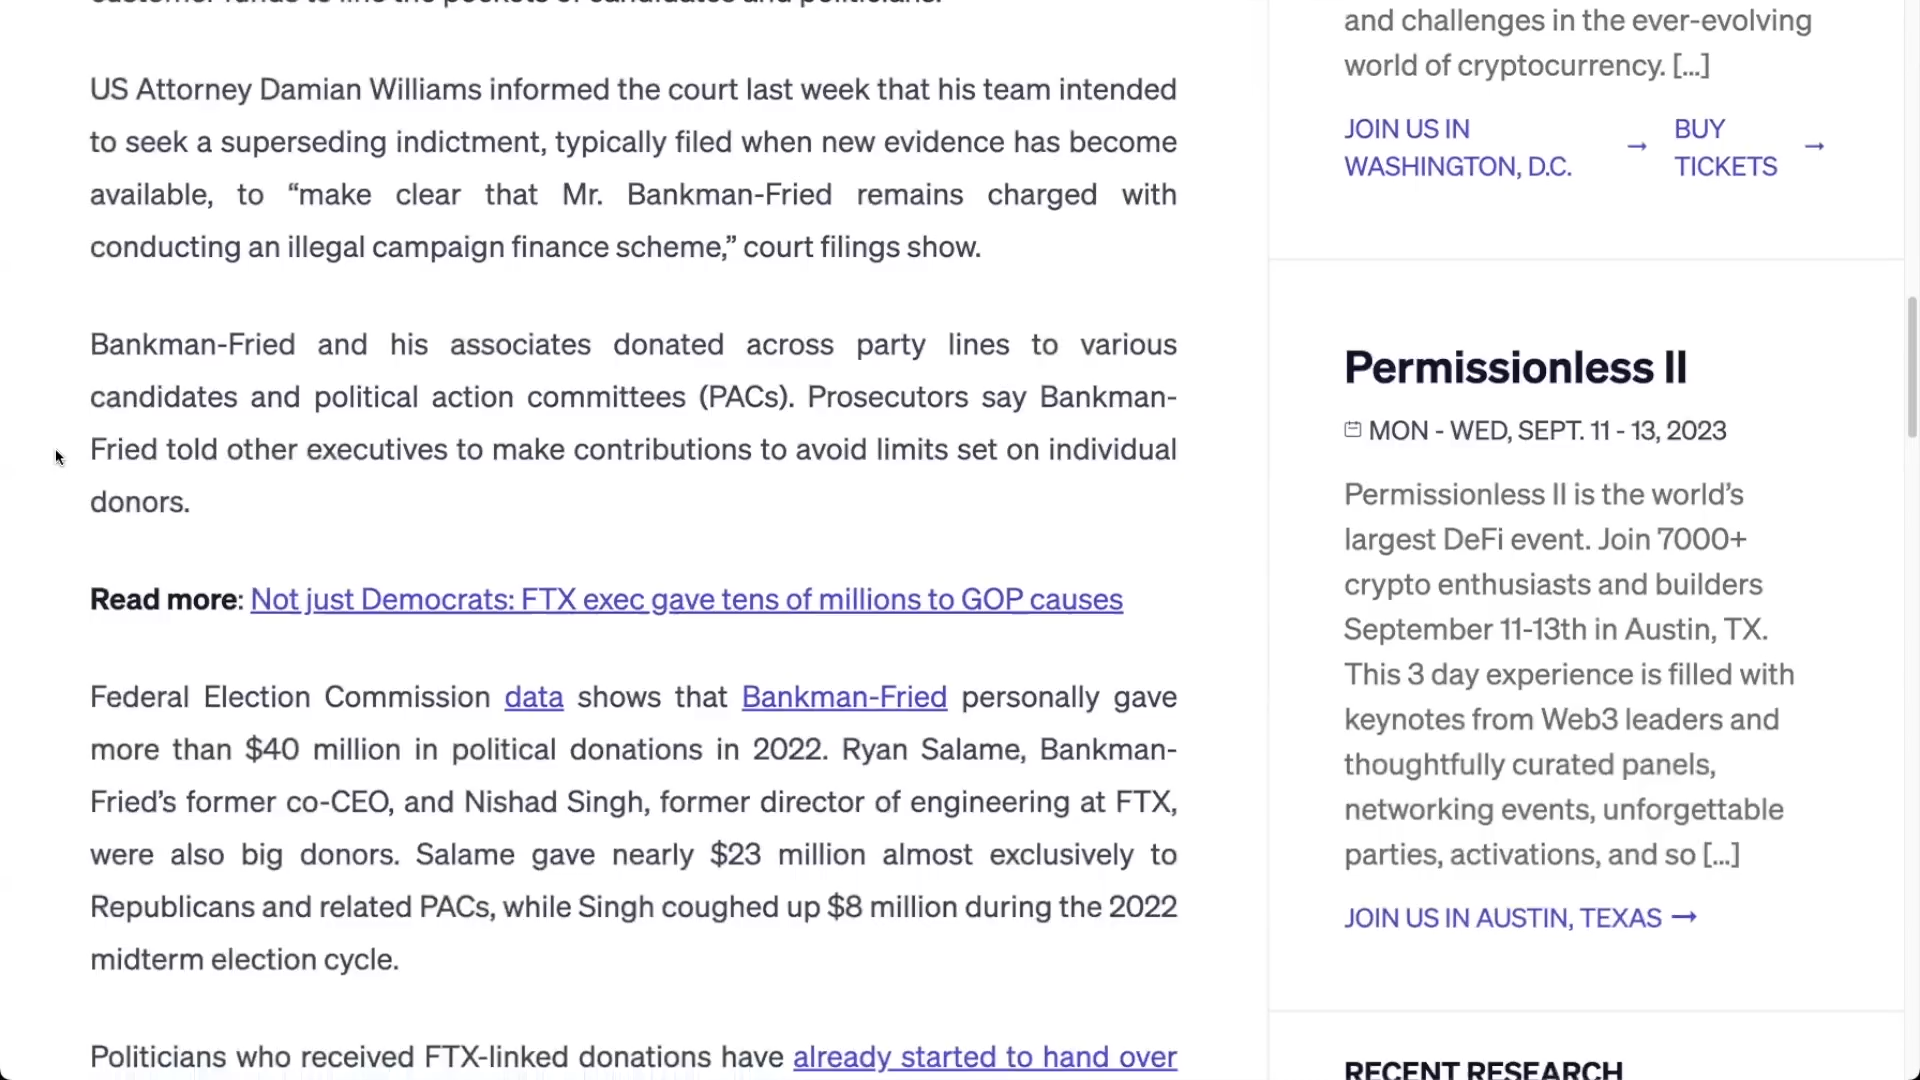 customer funds to line the pockets of candidates and politicians.
US Attorney Damian Williams informed the court last week that his team intended
to seek a superseding indictment, typically filed when new evidence has become
available, to “make clear that Mr. Bankman-Fried remains charged with
conducting an illegal campaign finance scheme,” court filings show.
Bankman-Fried and his associates donated across party lines to various
candidates and political action committees (PACs). Prosecutors say Bankman-
Fried told other executives to make contributions to avoid limits set on individual
donors.
Read more: Not just Democrats: FTX exec gave tens of millions to GOP causes
Federal Election Commission data shows that Bankman-Fried personally gave
more than $40 million in political donations in 2022. Ryan Salame, Bankman-
Fried’s former co-CEO, and Nishad Singh, former director of engineering at FTX,
were also big donors. Salame gave nearly $23 million almost exclusively to
Republicans and related PACs, while Singh coughed up $8 million during the 2022
midterm election cycle.
Politicians who received FTX-linked donations have already started to hand over
and challenges in the ever-evolving
world of cryptocurrency. [...]
JOIN US IN
WASHINGTON, D.C. →
BUY
TICKETS →
Permissionless II
MON - WED, SEPT. 11 - 13, 2023
Permissionless II is the world’s
largest DeFi event. Join 7000+
crypto enthusiasts and builders
September 11-13th in Austin, TX.
This 3 day experience is filled with
keynotes from Web3 leaders and
thoughtfully curated panels,
networking events, unforgettable
parties, activations, and so [...]
JOIN US IN AUSTIN, TEXAS →
RECENT RESEARCH